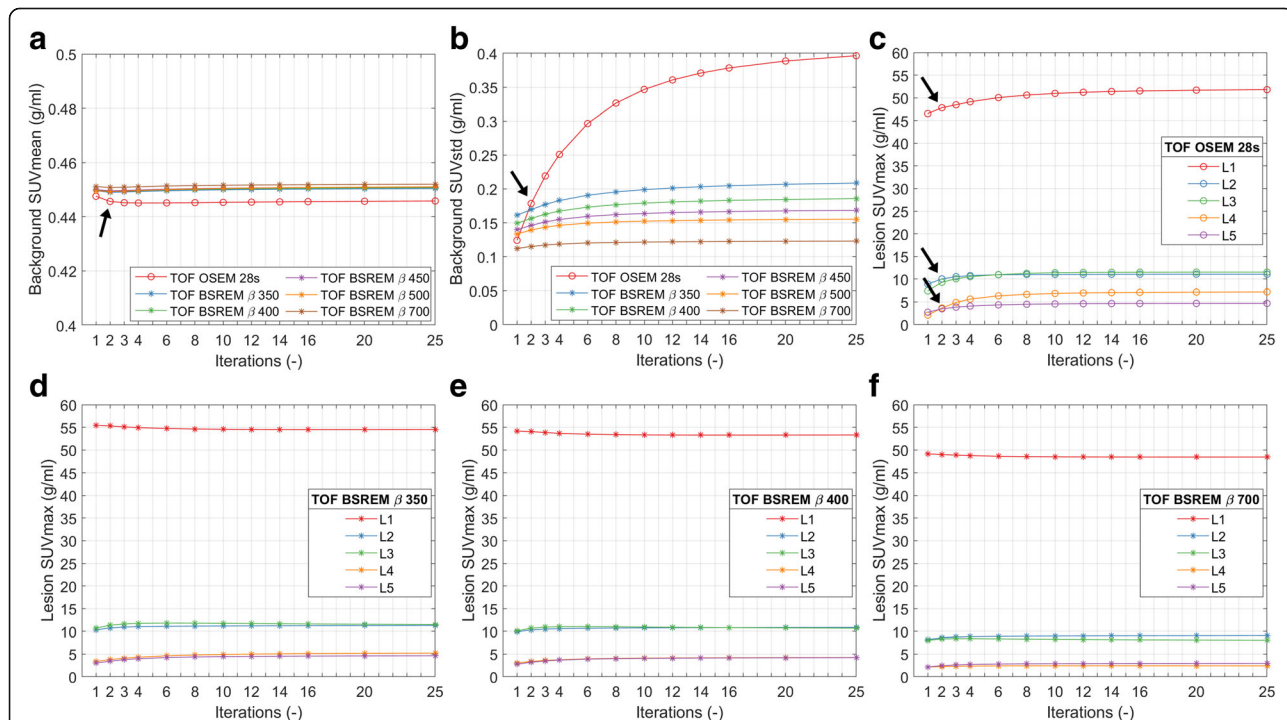 a
0.5
0.48
0.46
0.44
0.42
0.4
Background SUVmean (g/ml)
TOF OSEM 28s
TOF BSREM β 350
TOF BSREM β 400
TOF BSREM β 450
TOF BSREM β 500
TOF BSREM β 700
1 2 3 4 6 8 10 12 14 16 20 25
Iterations (-)
b
0.4
0.35
0.3
0.25
0.2
0.15
0.1
0.05
0
Background SUVstd (g/ml)
TOF OSEM 28s
TOF BSREM β 350
TOF BSREM β 400
TOF BSREM β 450
TOF BSREM β 500
TOF BSREM β 700
1 2 3 4 6 8 10 12 14 16 20 25
Iterations (-)
c
60
55
50
45
40
35
30
25
20
15
10
5
0
Lesion SUVmax (g/ml)
TOF OSEM 28s
L1
L2
L3
L4
L5
1 2 3 4 6 8 10 12 14 16 20 25
Iterations (-)
d
60
55
50
45
40
35
30
25
20
15
10
5
0
Lesion SUVmax (g/ml)
TOF BSREM β 350
L1
L2
L3
L4
L5
1 2 3 4 6 8 10 12 14 16 20 25
Iterations (-)
e
60
55
50
45
40
35
30
25
20
15
10
5
0
Lesion SUVmax (g/ml)
TOF BSREM β 400
L1
L2
L3
L4
L5
1 2 3 4 6 8 10 12 14 16 20 25
Iterations (-)
f
60
55
50
45
40
35
30
25
20
15
10
5
0
Lesion SUVmax (g/ml)
TOF BSREM β 700
L1
L2
L3
L4
L5
1 2 3 4 6 8 10 12 14 16 20 25
Iterations (-)